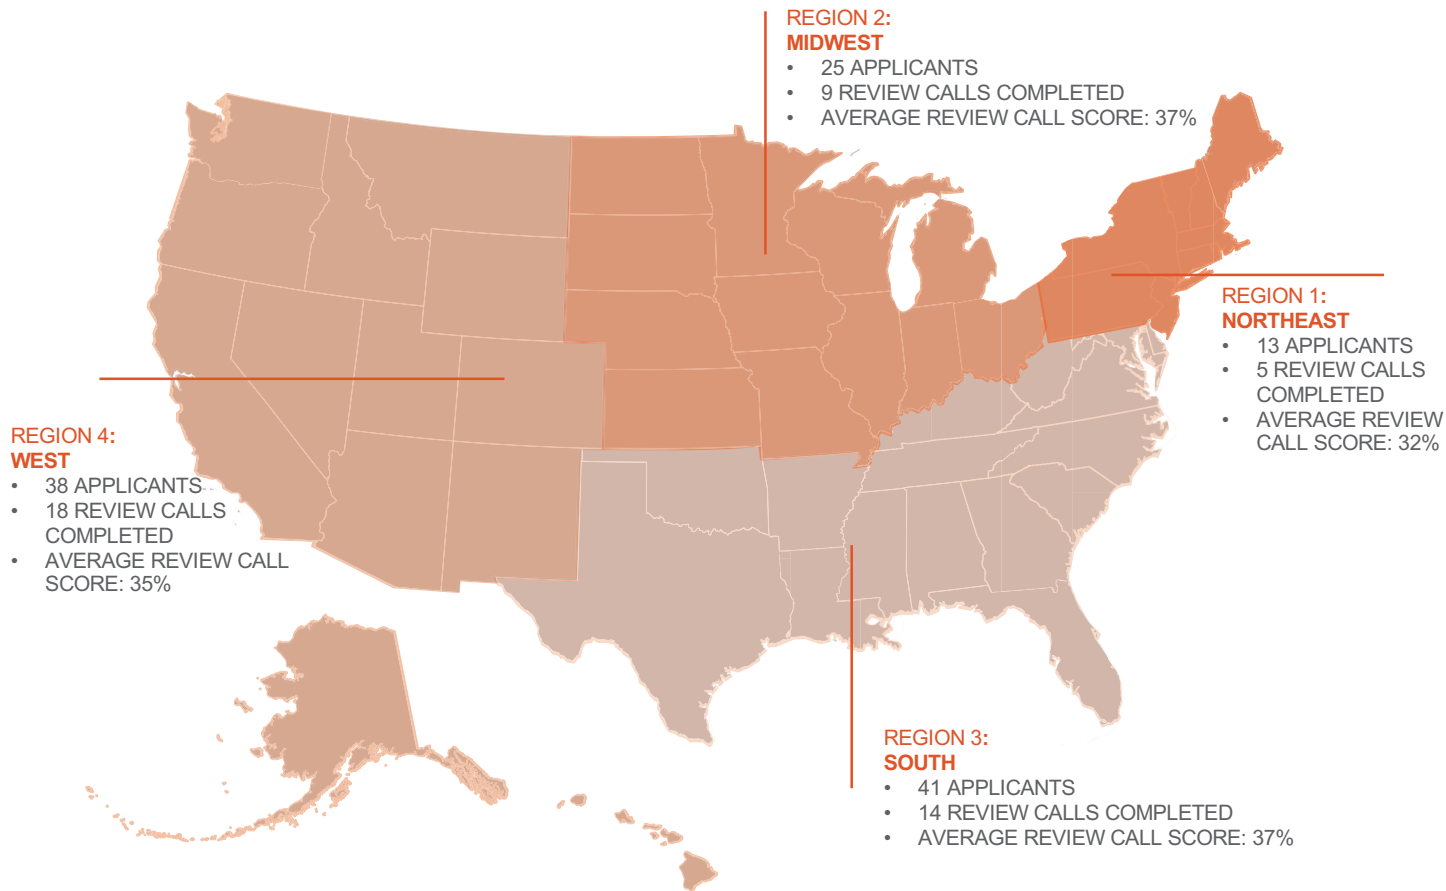 REGION 2:
MIDWEST
• 25 APPLICANTS
• 9 REVIEW CALLS COMPLETED
• AVERAGE REVIEW CALL SCORE: 37%
REGION 1:
NORTHEAST
• 13 APPLICANTS
• 5 REVIEW CALLS
COMPLETED
• AVERAGE REVIEW
CALL SCORE: 32%
REGION 4:
WEST
• 38 APPLICANTS
• 18 REVIEW CALLS
COMPLETED
• AVERAGE REVIEW CALL
SCORE: 35%
REGION 3:
SOUTH
• 41 APPLICANTS
• 14 REVIEW CALLS COMPLETED
• AVERAGE REVIEW CALL SCORE: 37%